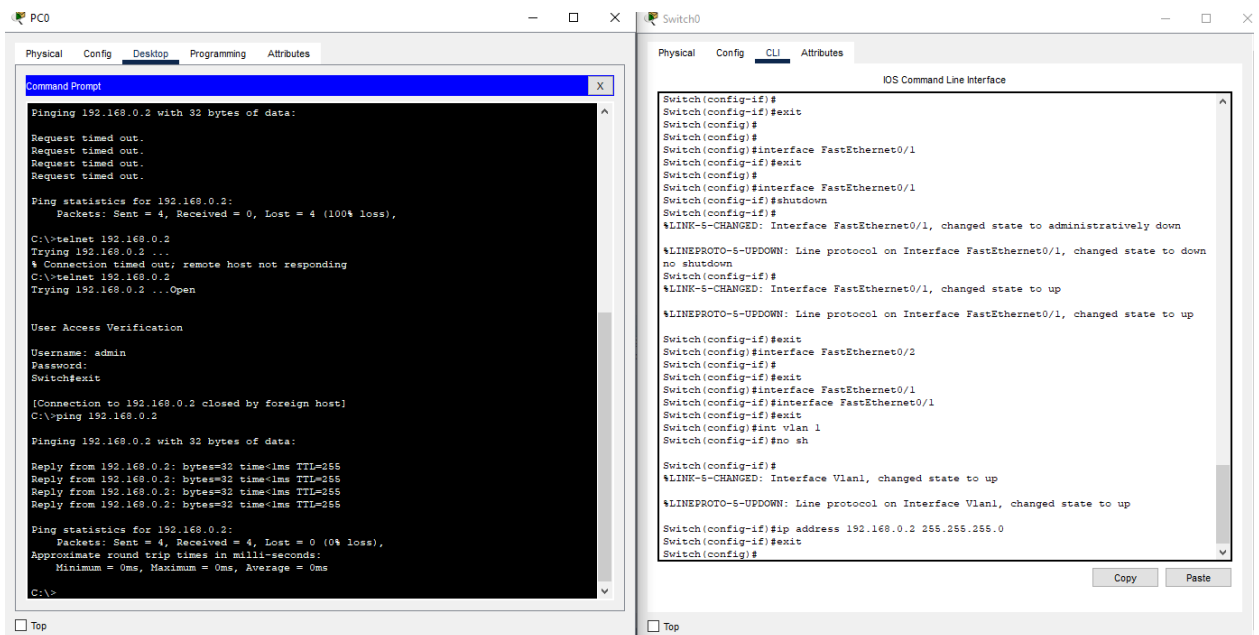 PC0
Physical Config Desktop Programming Attributes
Command Prompt X
Pinging 192.168.0.2 with 32 bytes of data:
Request timed out.
Request timed out.
Request timed out.
Request timed out.
Ping statistics for 192.168.0.2:
Packets: Sent = 4, Received = 0, Lost = 4 (100% loss),
C:\>telnet 192.168.0.2
Trying 192.168.0.2 ...
% Connection timed out; remote host not responding
C:\>telnet 192.168.0.2
Trying 192.168.0.2 ...Open
User Access Verification
Username: admin
Password:
Switch#exit
[Connection to 192.168.0.2 closed by foreign host]
C:\>ping 192.168.0.2
Pinging 192.168.0.2 with 32 bytes of data:
Reply from 192.168.0.2: bytes=32 time<1ms TTL=255
Reply from 192.168.0.2: bytes=32 time<1ms TTL=255
Reply from 192.168.0.2: bytes=32 time<1ms TTL=255
Reply from 192.168.0.2: bytes=32 time<1ms TTL=255
Ping statistics for 192.168.0.2:
Packets: Sent = 4, Received = 4, Lost = 0 (0% loss),
Approximate round trip times in milli-seconds:
Minimum = 0ms, Maximum = 0ms, Average = 0ms
C:\>
Top
Switch0
Physical Config CLI Attributes
IOS Command Line Interface
Switch(config-if)#
Switch(config-if)#exit
Switch(config)#
Switch(config)#
Switch(config)#interface FastEthernet0/1
Switch(config-if)#exit
Switch(config)#
Switch(config)#interface FastEthernet0/1
Switch(config-if)#shutdown
Switch(config-if)#
%LINK-5-CHANGED: Interface FastEthernet0/1, changed state to administratively down
%LINEPROTO-5-UPDOWN: Line protocol on Interface FastEthernet0/1, changed state to down
no shutdown
Switch(config-if)#
%LINK-5-CHANGED: Interface FastEthernet0/1, changed state to up
%LINEPROTO-5-UPDOWN: Line protocol on Interface FastEthernet0/1, changed state to up
Switch(config-if)#exit
Switch(config)#interface FastEthernet0/2
Switch(config-if)#
Switch(config-if)#exit
Switch(config)#interface FastEthernet0/1
Switch(config-if)#interface FastEthernet0/1
Switch(config-if)#exit
Switch(config)#int vlan 1
Switch(config-if)#no sh
Switch(config-if)#
%LINK-5-CHANGED: Interface Vlan1, changed state to up
%LINEPROTO-5-UPDOWN: Line protocol on Interface Vlan1, changed state to up
Switch(config-if)#ip address 192.168.0.2 255.255.255.0
Switch(config-if)#exit
Switch(config)#
Copy Paste
Top